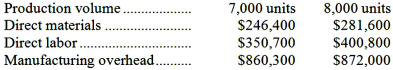 Production volume .................... 7,000 units 8,000 units
Direct materials ......................... $246,400 $281,600
Direct labor ................................ $350,700 $400,800
Manufacturing overhead.......... $860,300 $872,000